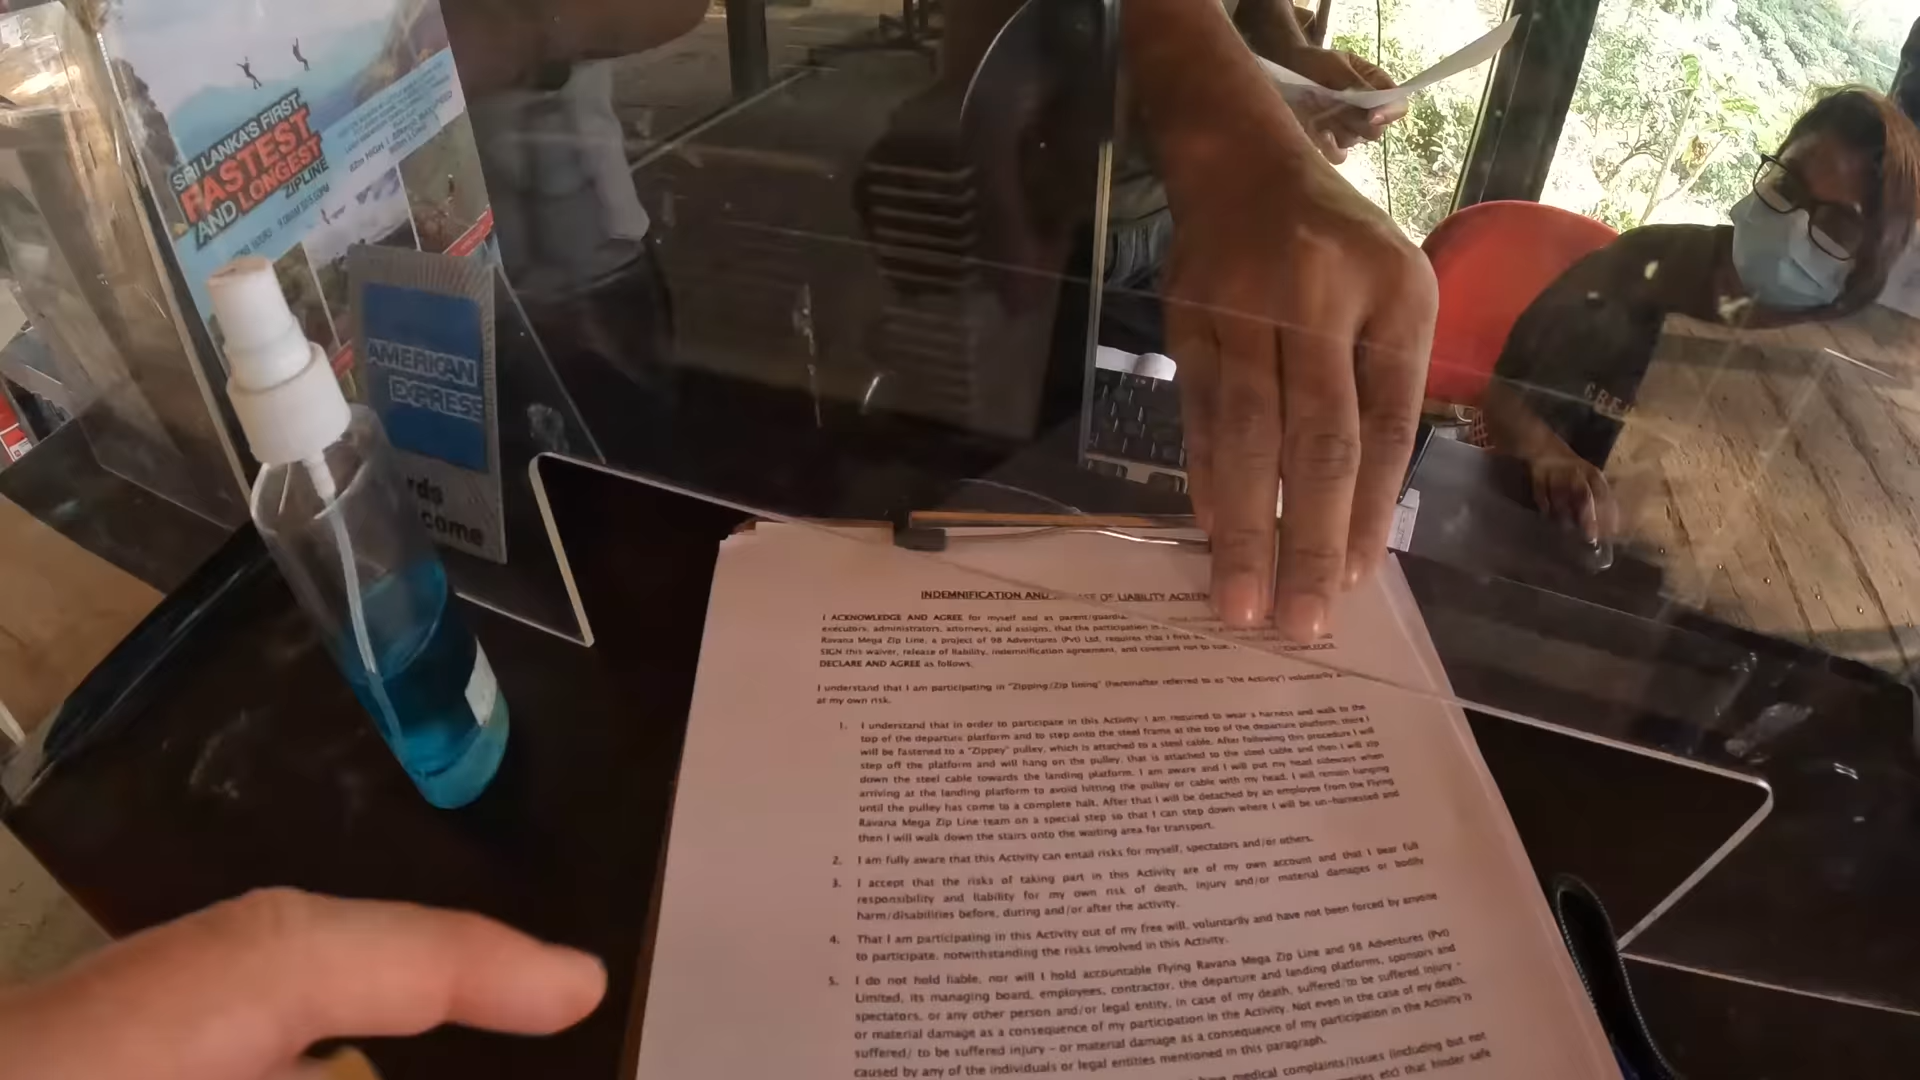 SRI LANKA'S FIRST
FASTEST
AND LONGEST
ZIPLINE
AMERICAN
EXPRESS
come
INDEMNIFICATION AND OF LIABILITY
I ACKNOWLEDGE AND AGREE for myself and as
executors, administrators, attorneys, and assigns, that the participation in
Ravana Mega Zip Line, a project of 98 Adventures (Pvt) Ltd, requires that I first
SIGN this waiver, release of liability, indemnification agreement, and covenant not to
DECLARE AND AGREE as follows.
I understand that I am participating in "Zipping/Zip lining" (hereinafter referred to as "the Activity") voluntarily
at my own risk.
1. I understand that in order to participate in this Activity I am required to wear a harness and walk to the
top of the departure platform and to step onto the steel frame at the top of the departure platform, there I
will be fastened to a "Zippey" pulley, which is attached to a steel cable. After following this procedure I will
step off the platform and will hang on the pulley, that is attached to the steel cable and then I will zip
down the steel cable towards the landing platform. I am aware and I will put my head sideways when
arriving at the landing platform to avoid hitting the pulley or cable with my head. I will remain hanging
until the pulley has come to a complete halt. After that I will be detached by an employee from the Flying
Ravana Mega Zip Line team on a special step so that I can step down where I will be un-harnessed and
then I will walk down the stairs onto the waiting area for transport.
2. I am fully aware that this Activity can entail risks for myself, spectators and/or others.
3. I accept that the risks of taking part in this Activity are of my own account and that I bear full
responsibility and liability for my own risk of death, injury and/or material damages or bodily
harm/disabilities before, during and/or after the activity.
4. That I am participating in this Activity out of my free will, voluntarily and have not been forced by anyone
to participate, notwithstanding the risks involved in this Activity.
5. I do not hold liable, nor will I hold accountable Flying Ravana Mega Zip Line and 98 Adventures (Pvt)
Limited, its managing board, employees, contractor, the departure and landing platforms, sponsors and
spectators, or any other person and/or legal entity, in case of my death, suffered/to be suffered injury -
or material damage as a consequence of my participation in the Activity. Not even in the case of my death,
suffered/ to be suffered injury - or material damage as a consequence of my participation in the Activity is
caused by any of the individuals or legal entities mentioned in this paragraph.
medical complaints/issues (including but not
etc) that hinder safe